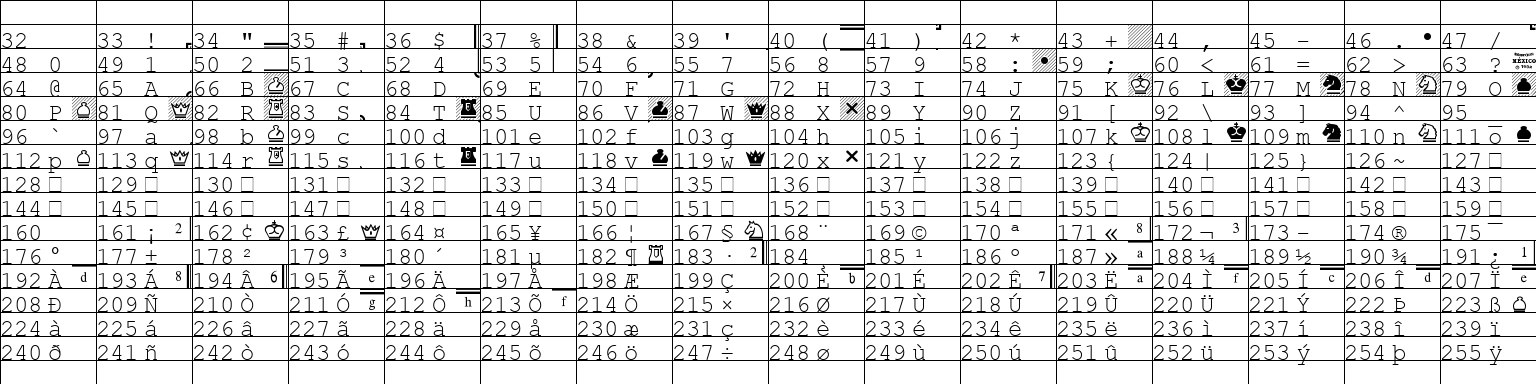 32 33 ! 34 " 35 # 36 $ 37 % 38 & 39 ' 40 ( 41 ) 42 * 43 + 44 , 45 - 46 . 47 /
48 0 49 1 50 2 51 3 52 4 53 5 54 6 55 7 56 8 57 9 58 : 59 ; 60 < 61 = 62 > 63 ? MÉXICO
64 @ 65 A 66 B 67 C 68 D 69 E 70 F 71 G 72 H 73 I 74 J 75 K 76 L 77 M 78 N 79 O
80 P 81 Q 82 R 83 S 84 T 85 U 86 V 87 W 88 X 89 Y 90 Z 91 [ 92 \ 93 ] 94 ^ 95 _
96 ` 97 a 98 b 99 c 100 d 101 e 102 f 103 g 104 h 105 i 106 j 107 k 108 l 109 m 110 n 111 o
112 p 113 q 114 r 115 s 116 t 117 u 118 v 119 w 120 x 121 y 122 z 123 { 124 | 125 } 126 ~ 127 □
128 □ 129 □ 130 □ 131 □ 132 □ 133 □ 134 □ 135 □ 136 □ 137 □ 138 □ 139 □ 140 □ 141 □ 142 □ 143 □
144 □ 145 □ 146 □ 147 □ 148 □ 149 □ 150 □ 151 □ 152 □ 153 □ 154 □ 155 □ 156 □ 157 □ 158 □ 159 □
160 161 ¡ 2 162 ¢ 163 £ 164 ¤ 165 ¥ 166 ¦ 167 § 168 ¨ 169 © 170 ª 171 « 8 172 ¬ 3 173 - 174 ® 175 ¯
176 ° 177 ± 178 ² 179 ³ 180 ´ 181 µ 182 ¶ 183 · 2 184 ¸ 185 ¹ 186 º 187 » a 188 ¼ 189 ½ 190 ¾ 191 ¿ 1
192 À d 193 Á 8 194 Â 6 195 Ã e 196 Ä 197 Å 198 Æ 199 Ç 200 È b 201 É 202 Ê 7 203 Ë a 204 Ì f 205 Í c 206 Î d 207 Ï e
208 Ð 209 Ñ 210 Ò 211 Ó g 212 Ô h 213 Õ f 214 Ö 215 × 216 Ø 217 Ù 218 Ú 219 Û 220 Ü 221 Ý 222 Þ 223 ß
224 à 225 á 226 â 227 ã 228 ä 229 å 230 æ 231 ç 232 è 233 é 234 ê 235 ë 236 ì 237 í 238 î 239 ï
240 ð 241 ñ 242 ò 243 ó 244 ô 245 õ 246 ö 247 ÷ 248 ø 249 ù 250 ú 251 û 252 ü 253 ý 254 þ 255 ÿ